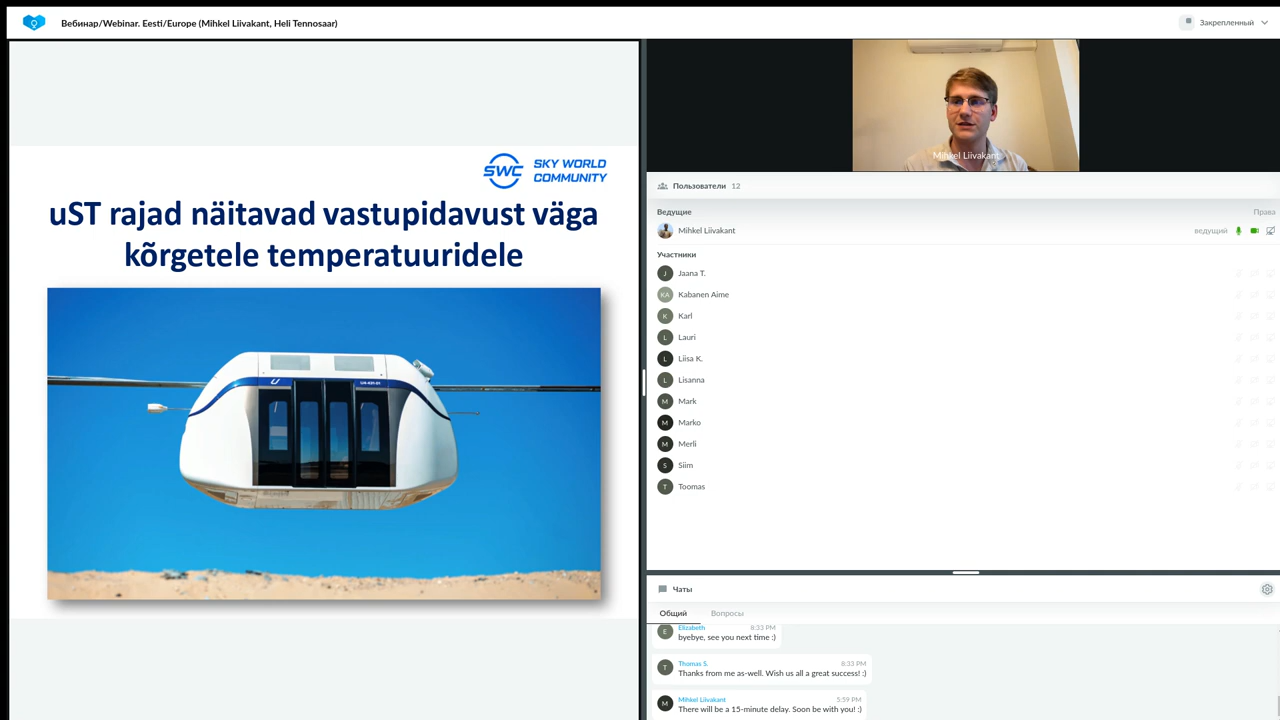 Вебинар/Webinar. Eesti/Europe (Mihkel Liivakant, Heli Tennosaar)
Закрепленный
SWC SKY WORLD
COMMUNITY
uST rajad näitavad vastupidavust väga
kõrgetele temperatuuridele
Mihkel Liivakant
Пользователи 12
Ведущие Права
Mihkel Liivakant ведущий
Участники
J Jaana T.
KA Kabanen Aime
K Karl
L Lauri
L Liisa K.
L Lisanna
M Mark
M Marko
M Merli
S Siim
T Toomas
Чаты
Общий Вопросы
E Elizabeth 8:33 PM
byebye, see you next time :)
T Thomas S. 8:33 PM
Thanks from me as-well. Wish us all a great success! :)
M Mihkel Liivakant 5:59 PM
There will be a 15-minute delay. Soon be with you! :)